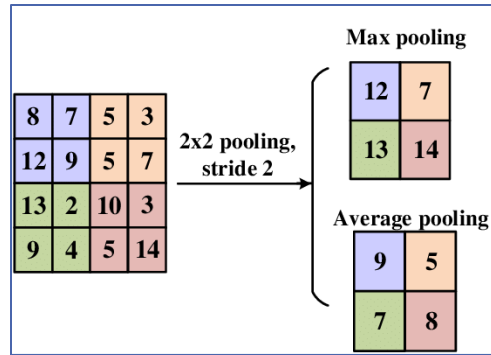 Max pooling
12 7
13 14
8 7 5 3
12 9 5 7
13 2 10 3
9 4 5 14
2x2 pooling,
stride 2
Average pooling
9 5
7 8